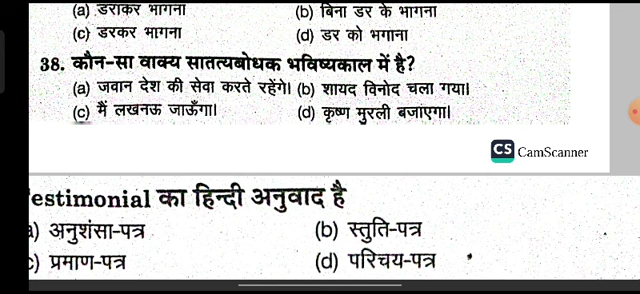 (a) डराकर भागना (b) बिना डर के भागना
(c) डरकर भागना (d) डर को भगाना
38. कौन-सा वाक्य सातत्यबोधक भविष्यकाल में है?
(a) जवान देश की सेवा करते रहेंगे। (b) शायद विनोद चला गया।
(c) मैं लखनऊ जाऊँगा। (d) कृष्ण मुरली बजाएगा।
CS CamScanner
estimonial का हिन्दी अनुवाद है
a) अनुशंसा-पत्र (b) स्तुति-पत्र
c) प्रमाण-पत्र (d) परिचय-पत्र